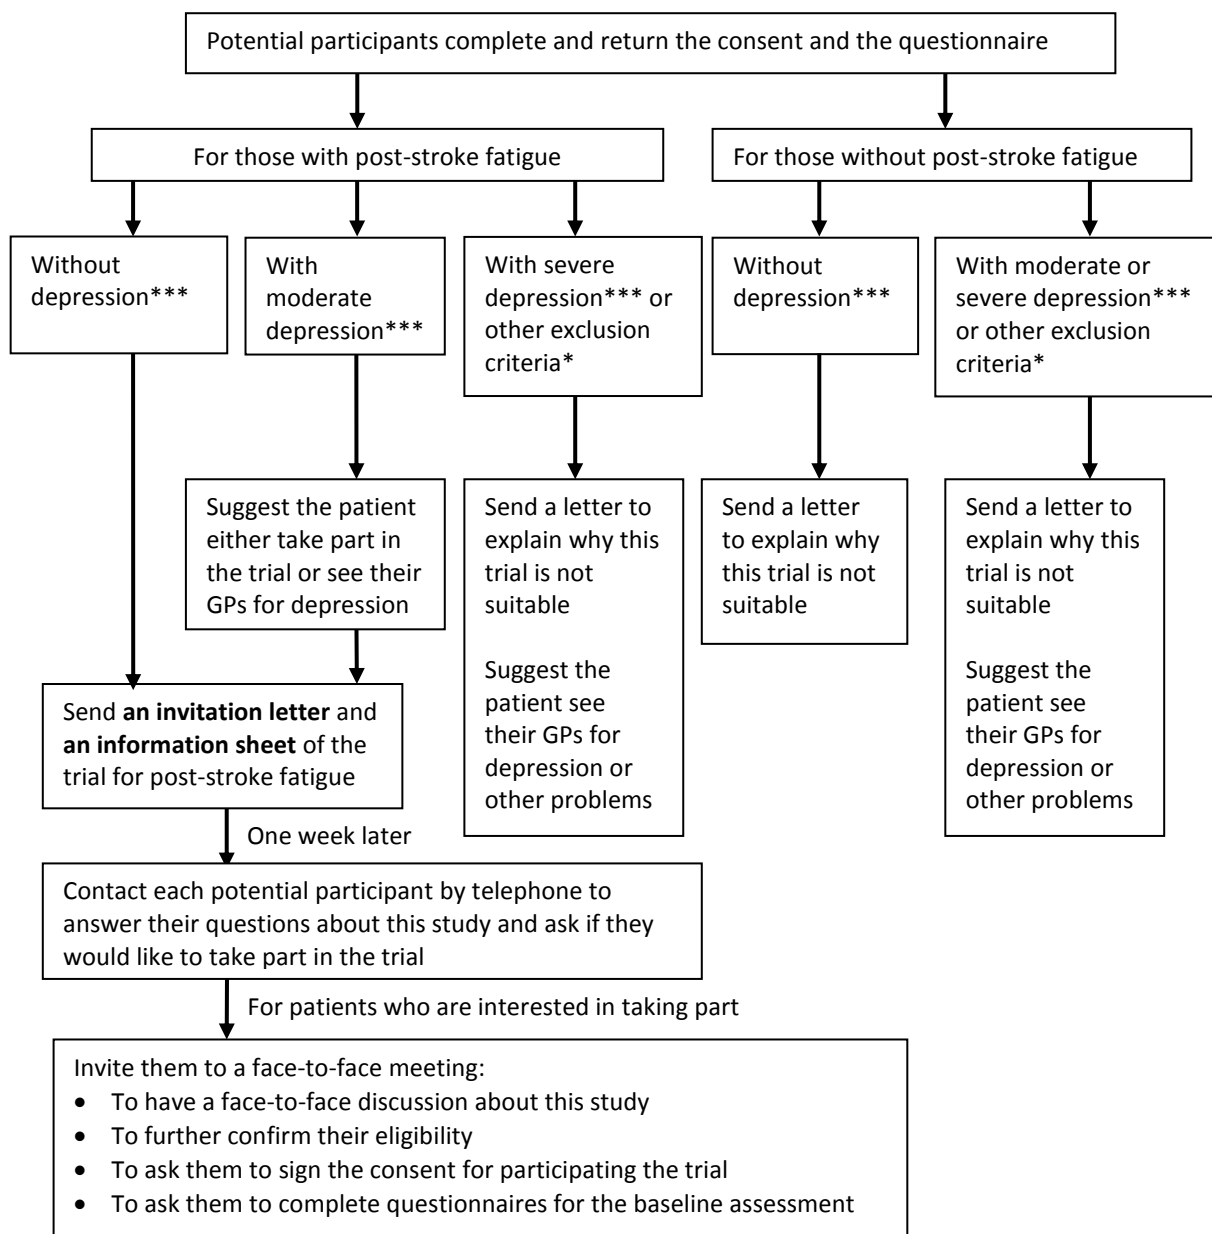 Potential participants complete and return the consent and the questionnaire
For those with post-stroke fatigue
For those without post-stroke fatigue
Without
depression***
With
moderate
depression***
With severe
depression*** or
other exclusion
criteria*
Without
depression***
With moderate or
severe depression***
or other exclusion
criteria*
Suggest the patient
either take part in
the trial or see their
GPs for depression
Send a letter to
explain why this
trial is not
suitable
Suggest the
patient see
their GPs for
depression or
other problems
Send a letter
to explain why
this trial is not
suitable
Send a letter to
explain why this
trial is not
suitable
Suggest the
patient see
their GPs for
depression or
other problems
Send an invitation letter and
an information sheet of the
trial for post-stroke fatigue
One week later
Contact each potential participant by telephone to
answer their questions about this study and ask if they
would like to take part in the trial
For patients who are interested in taking part
Invite them to a face-to-face meeting:
• To have a face-to-face discussion about this study
• To further confirm their eligibility
• To ask them to sign the consent for participating the trial
• To ask them to complete questionnaires for the baseline assessment